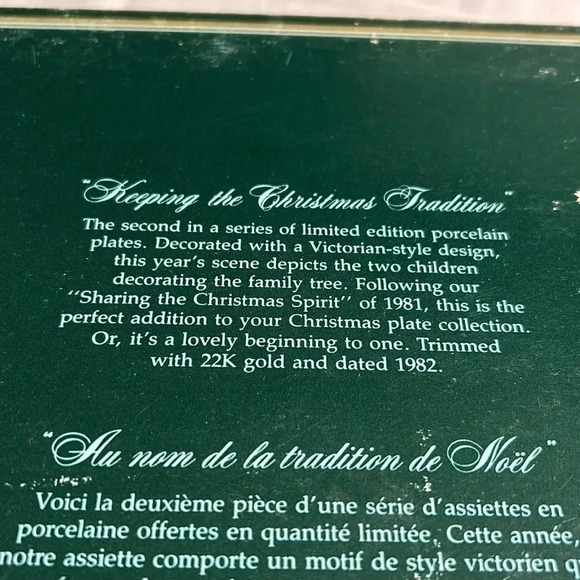 "Keeping the Christmas Tradition"
The second in a series of limited edition porcelain
plates. Decorated with a Victorian-style design,
this year's scene depicts the two children
decorating the family tree. Following our
"Sharing the Christmas Spirit" of 1981, this is the
perfect addition to your Christmas plate collection.
Or, it's a lovely beginning to one. Trimmed
with 22K gold and dated 1982.
"Au nom de la tradition de Noël"
Voici la deuxième pièce d'une série d'assiettes en
porcelaine offertes en quantité limitée. Cette année,
notre assiette comporte un motif de style victorien